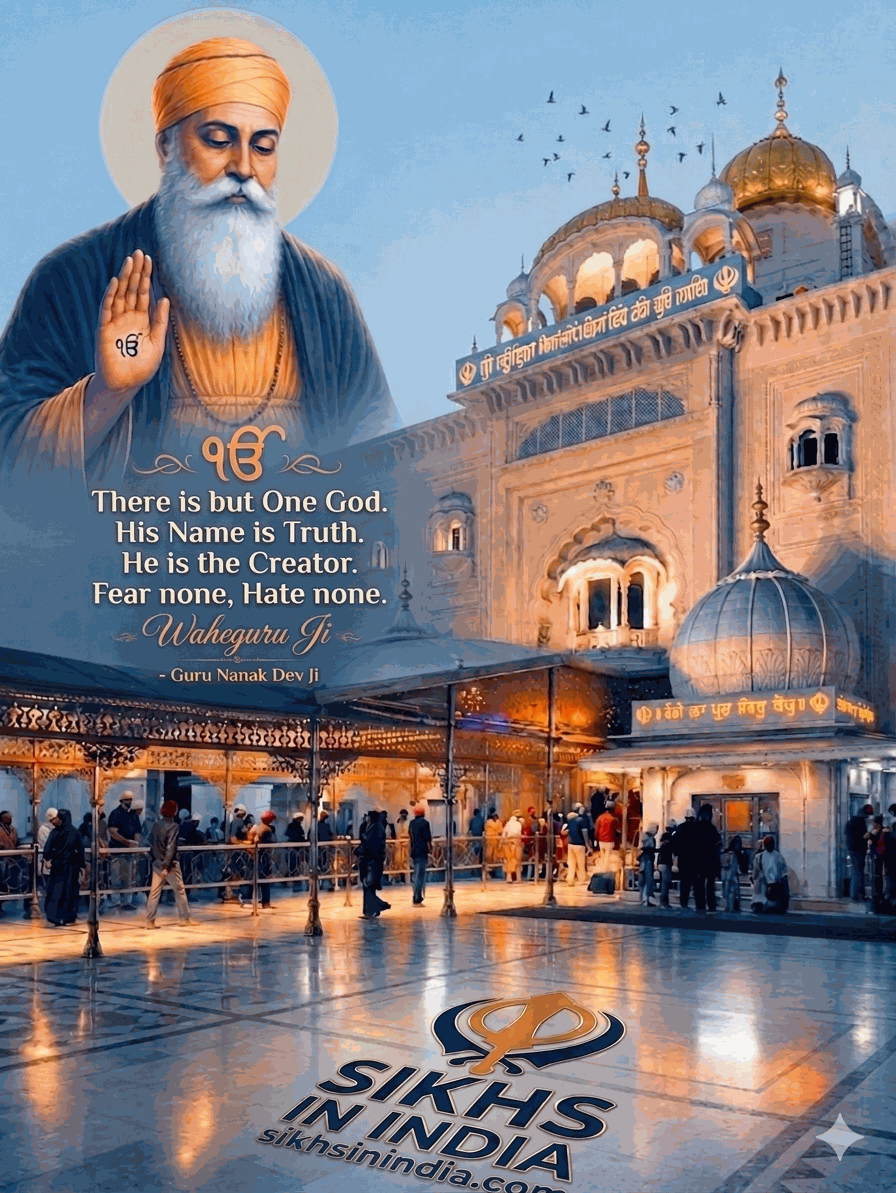 ੴ
ੴ
There is but One God.
His Name is Truth.
He is the Creator.
Fear none, Hate none.
Waheguru Ji
- Guru Nanak Dev Ji
SIKHS
IN INDIA
sikhsinindia.com